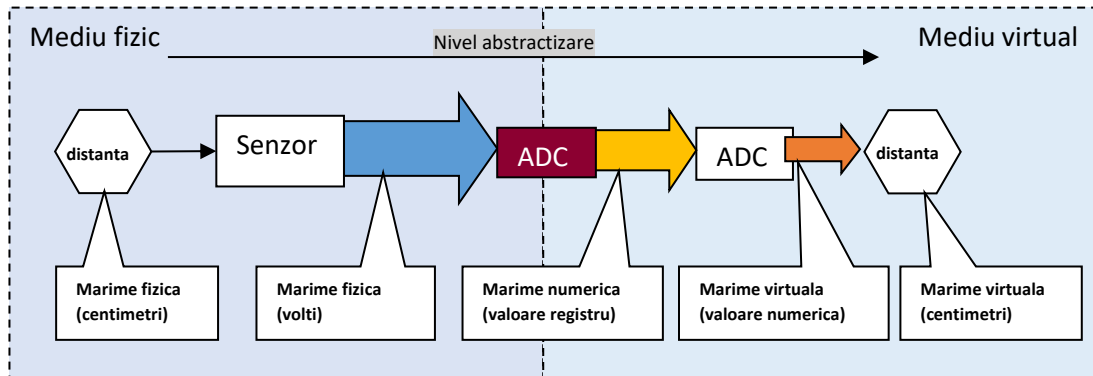 Mediu fizic
Nivel abstractizare
Mediu virtual
distanta
Senzor
ADC
ADC
distanta
Marime fizica
(centimetri)
Marime fizica
(volti)
Marime numerica
(valoare registru)
Marime virtuala
(valoare numerica)
Marime virtuala
(centimetri)